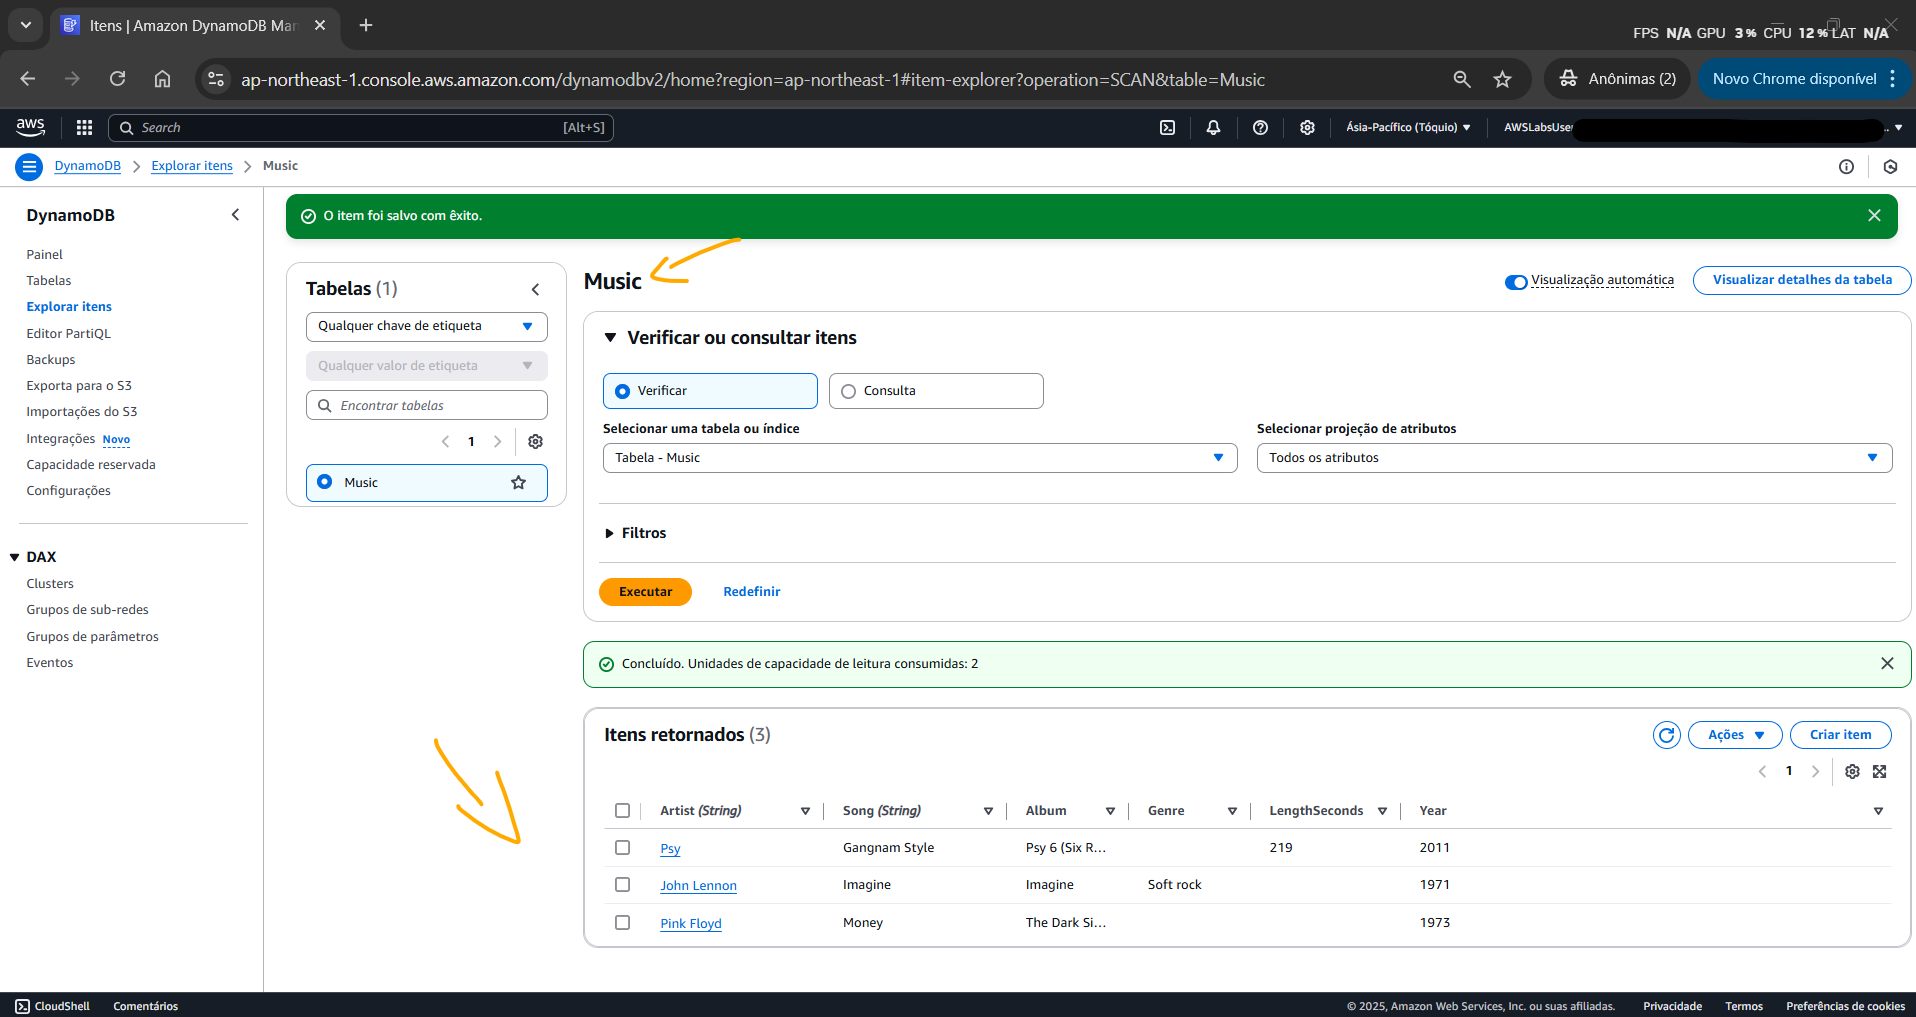 Itens | Amazon DynamoDB Man
FPS N/A GPU 3% CPU 12% LAT N/A
ap-northeast-1.console.aws.amazon.com/dynamodbv2/home?region=ap-northeast-1#item-explorer?operation=SCAN&table=Music
Anônimas (2)
Novo Chrome disponível
aws
Search
[Alt+S]
Ásia-Pacífico (Tóquio)
AWSLabsUser
DynamoDB
Explorar itens
Music
DynamoDB
Painel
Tabelas
Explorar itens
Editor PartiQL
Backups
Exporta para o S3
Importações do S3
Integrações Novo
Capacidade reservada
Configurações
DAX
Clusters
Grupos de sub-redes
Grupos de parâmetros
Eventos
O item foi salvo com êxito.
Tabelas (1)
Qualquer chave de etiqueta
Qualquer valor de etiqueta
Encontrar tabelas
1
Music
Music
Visualização automática
Visualizar detalhes da tabela
Verificar ou consultar itens
Verificar
Consulta
Selecionar uma tabela ou índice
Tabela - Music
Selecionar projeção de atributos
Todos os atributos
Filtros
Executar
Redefinir
Concluído. Unidades de capacidade de leitura consumidas: 2
Itens retornados (3)
Ações
Criar item
1
Artist (String) Song (String) Album Genre LengthSeconds Year
Psy Gangnam Style Psy 6 (Six R... 219 2011
John Lennon Imagine Imagine Soft rock 1971
Pink Floyd Money The Dark Si... 1973
CloudShell
Comentários
© 2025, Amazon Web Services, Inc. ou suas afiliadas.
Privacidade
Termos
Preferências de cookies